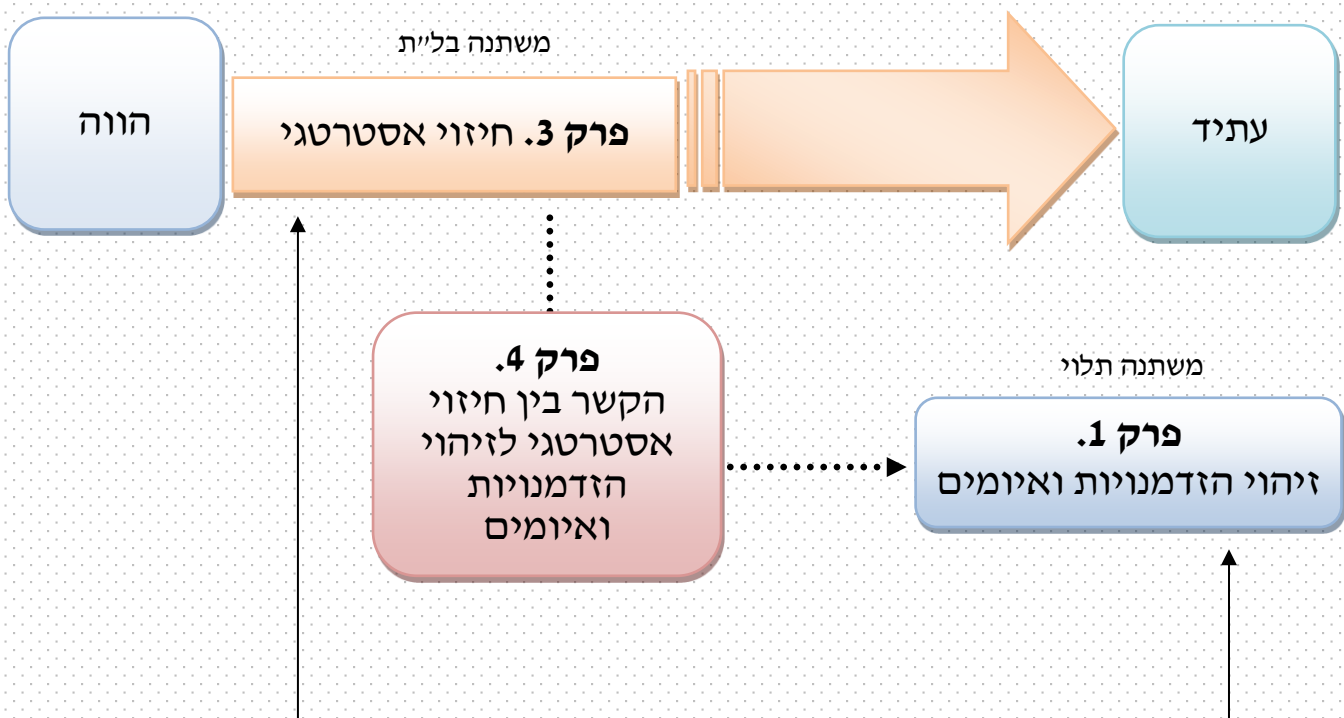 משתנה בל״ת
הווה
פרק 3. חיזוי אסטרטגי
עתיד
פרק 4.
הקשר בין חיזוי
אסטרטגי לזיהוי
הזדמנויות
ואיומים
משתנה תלוי
פרק 1.
זיהוי הזדמנויות ואיומים